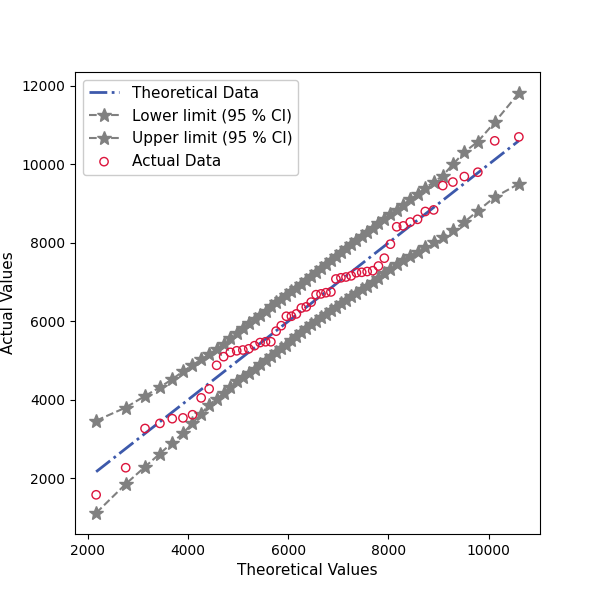 12000
10000
8000
6000
4000
2000
Actual Values
Theoretical Data
Lower limit (95 % CI)
Upper limit (95 % CI)
Actual Data
2000 4000 6000 8000 10000
Theoretical Values